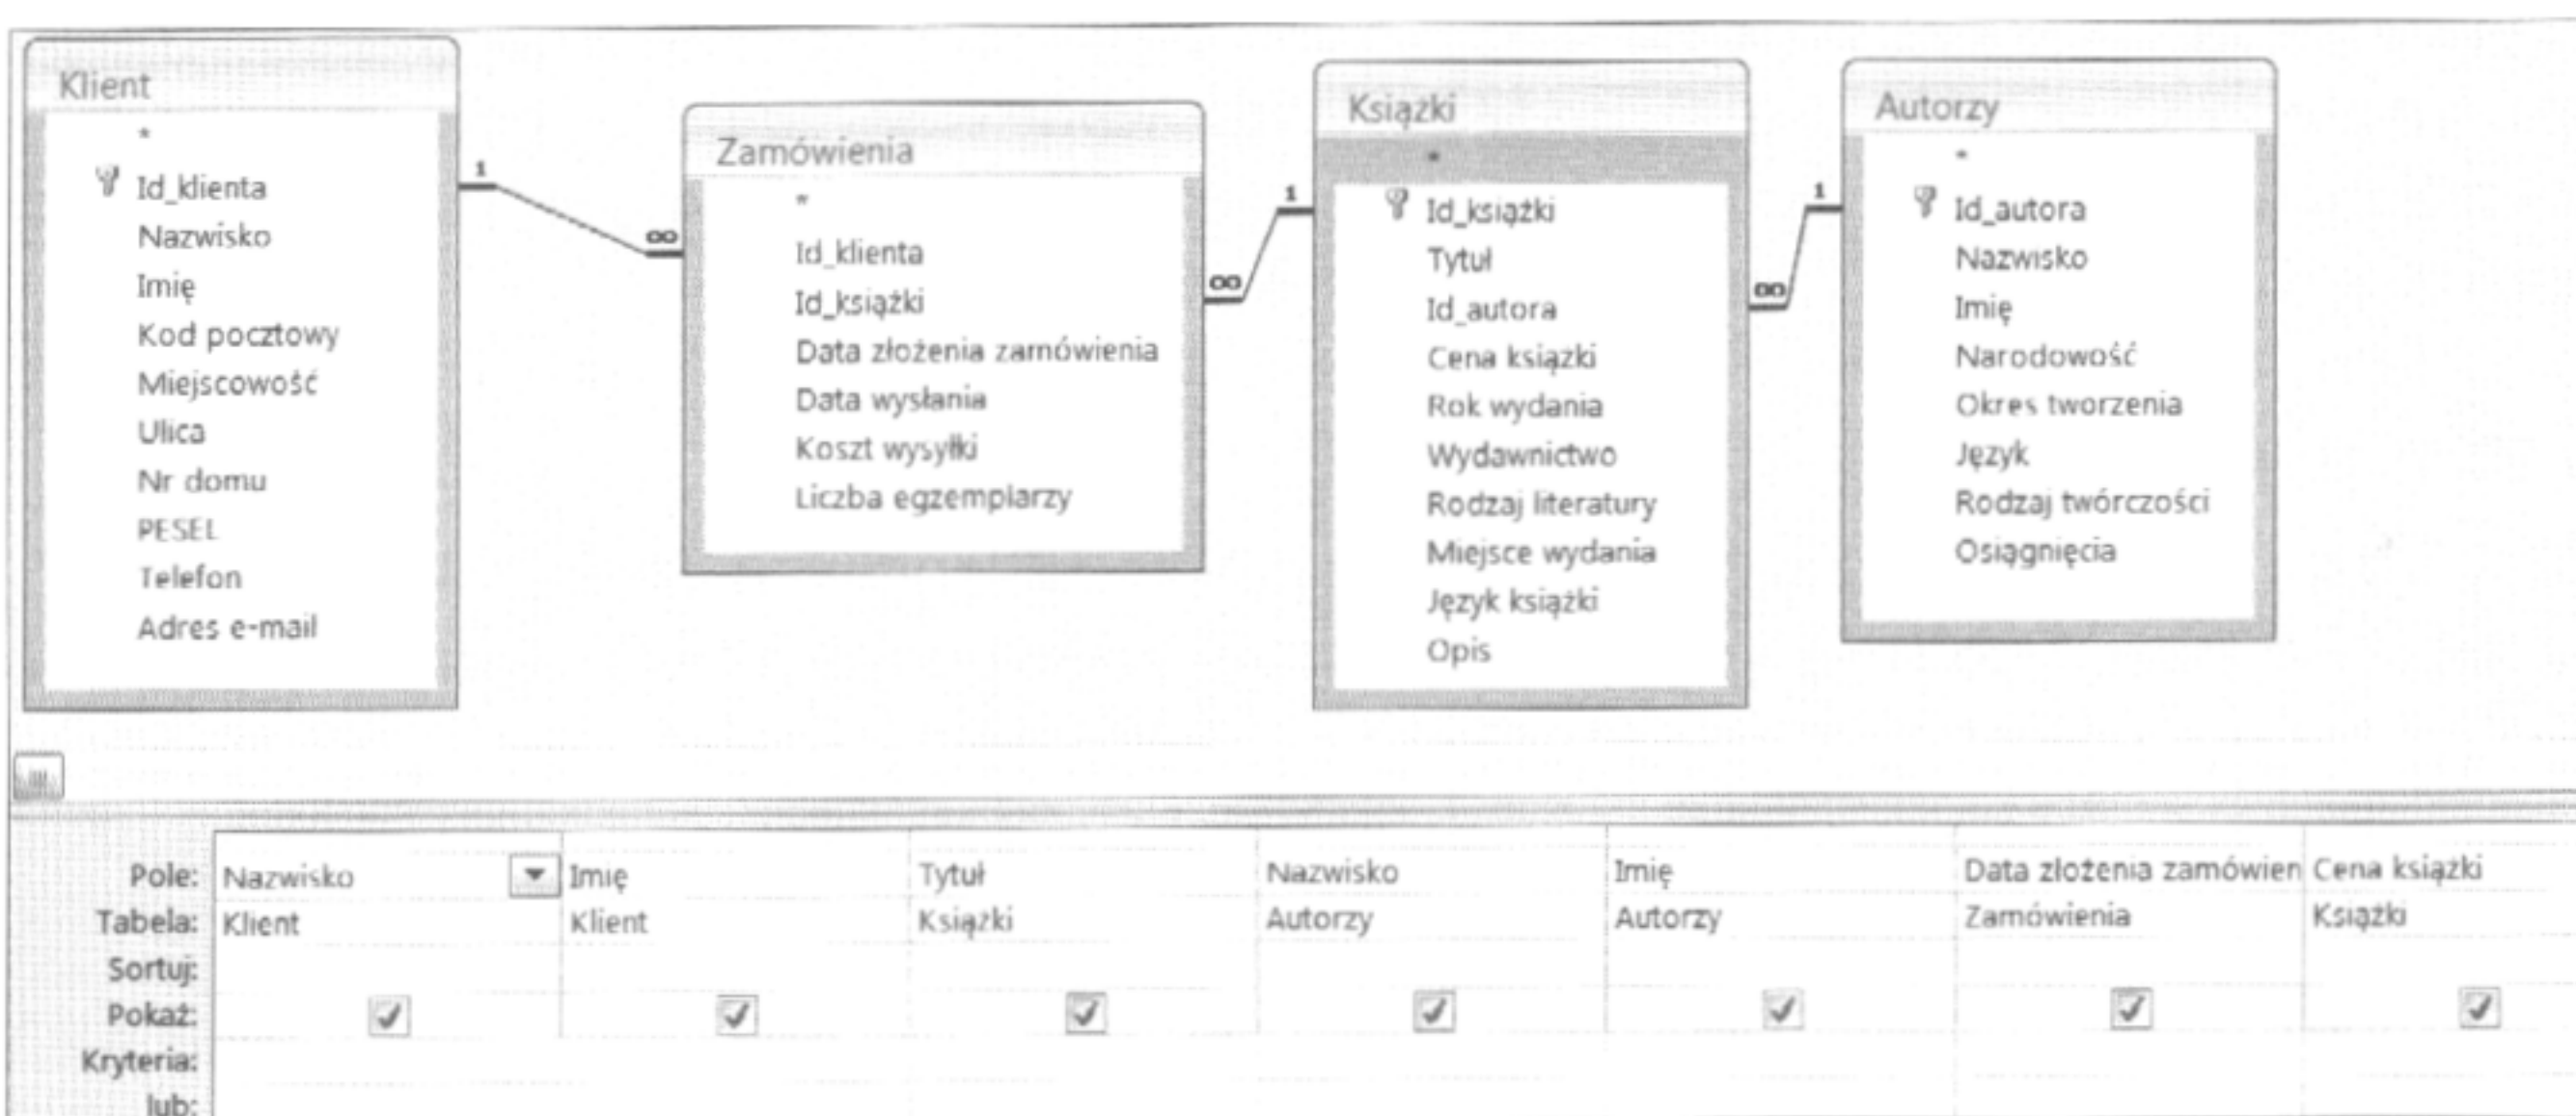 Klient
*
Id_klienta
Nazwisko
Imię
Kod pocztowy
Miejscowość
Ulica
Nr domu
PESEL
Telefon
Adres e-mail
1
∞
Zamówienia
*
Id_klienta
Id_książki
Data złożenia zamówienia
Data wysłania
Koszt wysyłki
Liczba egzemplarzy
1
∞
Książki
*
Id_książki
Tytuł
Id_autora
Cena książki
Rok wydania
Wydawnictwo
Rodzaj literatury
Miejsce wydania
Język książki
Opis
1
∞
Autorzy
*
Id_autora
Nazwisko
Imię
Narodowość
Okres tworzenia
Język
Rodzaj twórczości
Osiągnięcia
Pole: Nazwisko Imię Tytuł Nazwisko Imię Data złożenia zamówien Cena książki
Tabela: Klient Klient Książki Autorzy Autorzy Zamówienia Książki
Sortuj:
Pokaż:
Kryteria:
lub: